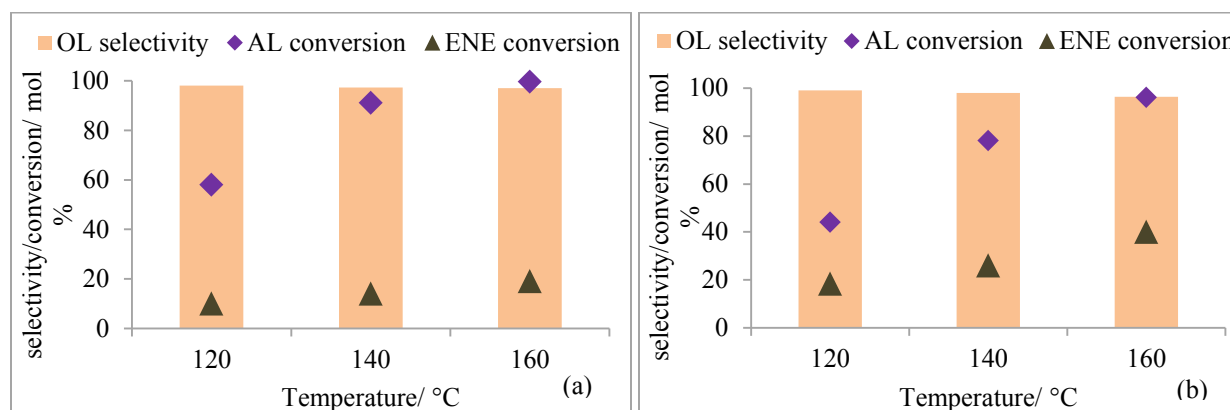 OL selectivity AL conversion ENE conversion
selectivity/conversion/ mol
%
100
80
60
40
20
0
120 140 160
Temperature/ °C
(a)
OL selectivity AL conversion ENE conversion
selectivity/conversion/ mol
%
100
80
60
40
20
0
120 140 160
Temperature/ °C
(b)